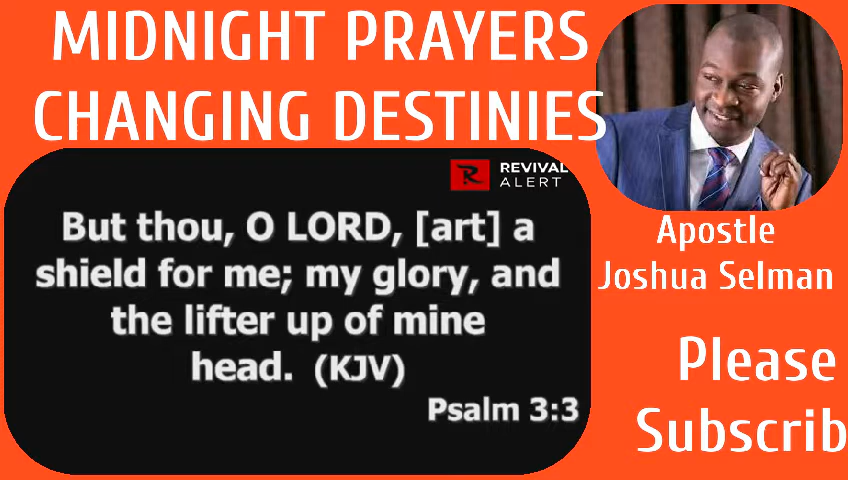 MIDNIGHT PRAYERS
CHANGING DESTINIES
REVIVAL
ALERT
But thou, O LORD, [art] a
shield for me; my glory, and
the lifter up of mine
head. (KJV)
Psalm 3:3
Apostle
Joshua Selman
Please
Subscrib